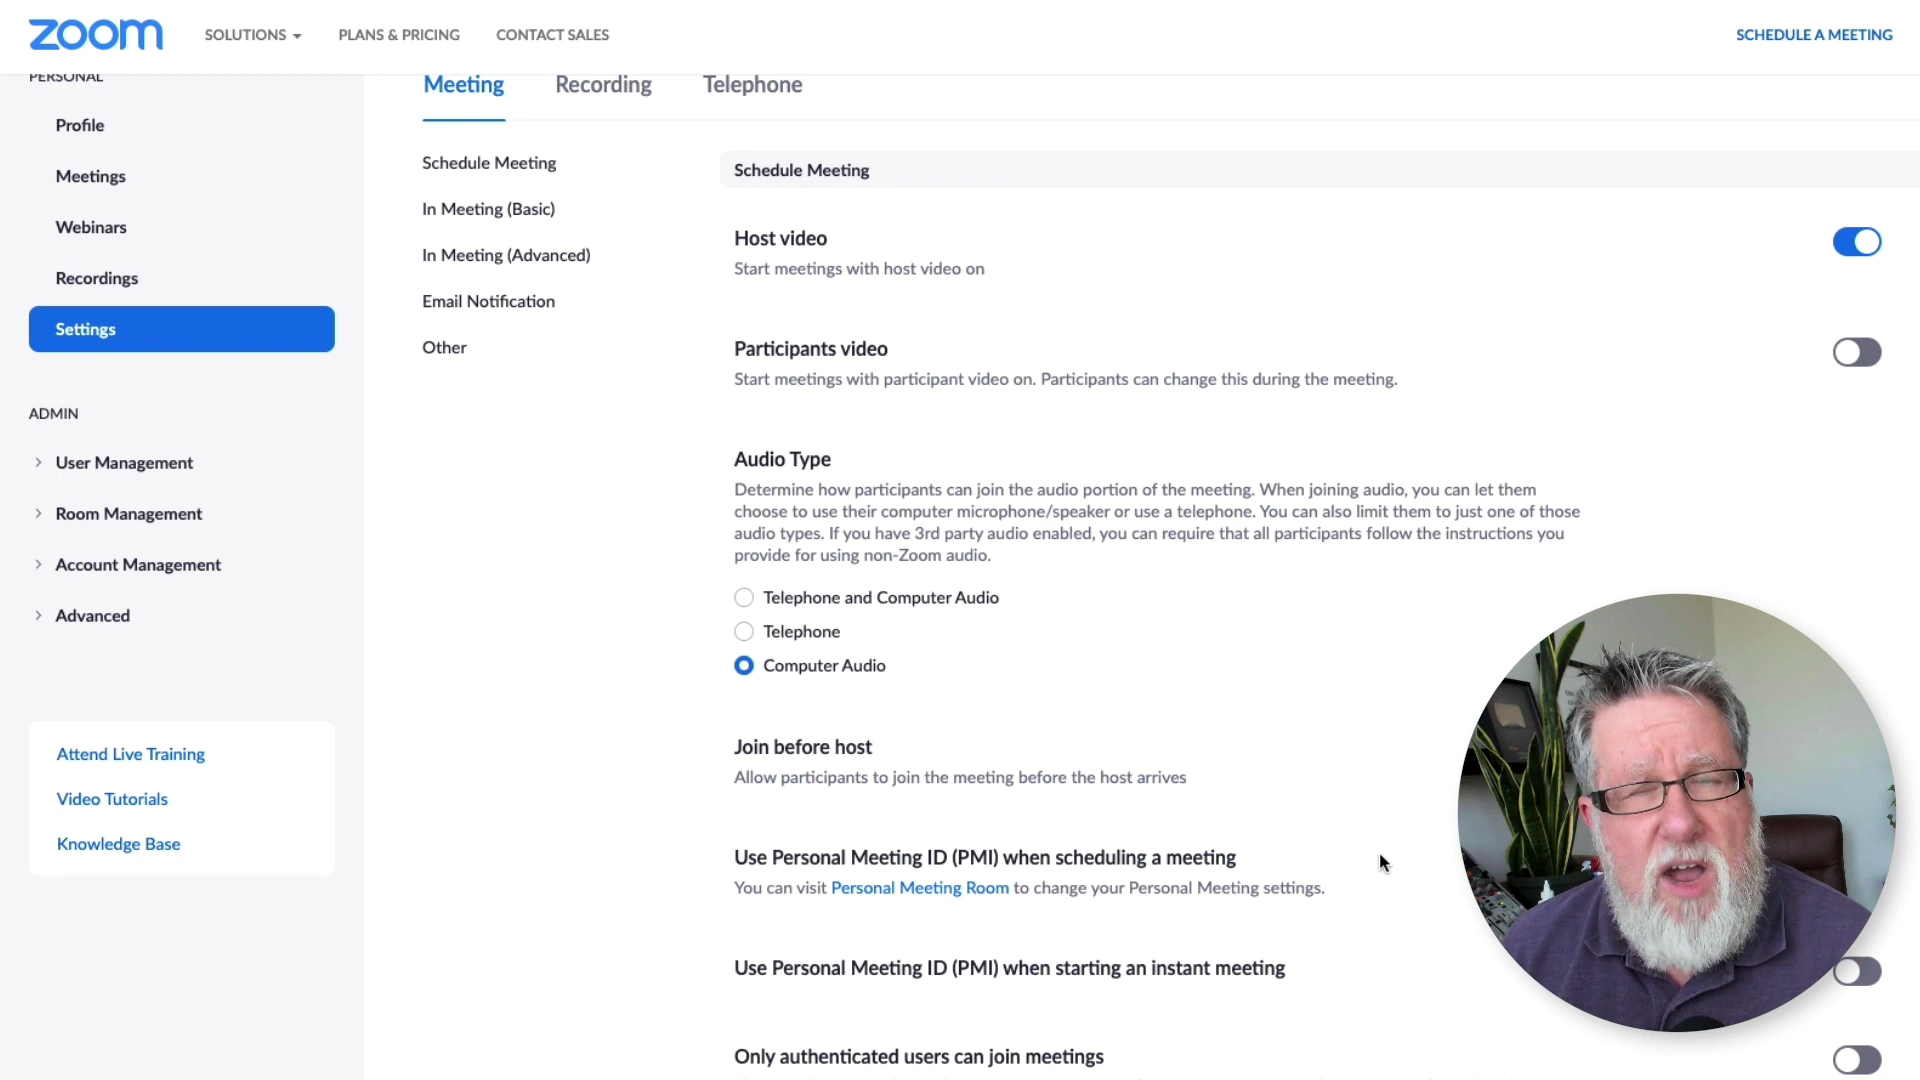 zoom
SOLUTIONS
PLANS & PRICING
CONTACT SALES
SCHEDULE A MEETING
PERSONAL
Profile
Meetings
Webinars
Recordings
Settings
ADMIN
User Management
Room Management
Account Management
Advanced
Attend Live Training
Video Tutorials
Knowledge Base
Meeting
Recording
Telephone
Schedule Meeting
In Meeting (Basic)
In Meeting (Advanced)
Email Notification
Other
Schedule Meeting
Host video
Start meetings with host video on
Participants video
Start meetings with participant video on. Participants can change this during the meeting.
Audio Type
Determine how participants can join the audio portion of the meeting. When joining audio, you can let them
choose to use their computer microphone/speaker or use a telephone. You can also limit them to just one of those
audio types. If you have 3rd party audio enabled, you can require that all participants follow the instructions you
provide for using non-Zoom audio.
Telephone and Computer Audio
Telephone
Computer Audio
Join before host
Allow participants to join the meeting before the host arrives
Use Personal Meeting ID (PMI) when scheduling a meeting
You can visit Personal Meeting Room to change your Personal Meeting settings.
Use Personal Meeting ID (PMI) when starting an instant meeting
Only authenticated users can join meetings